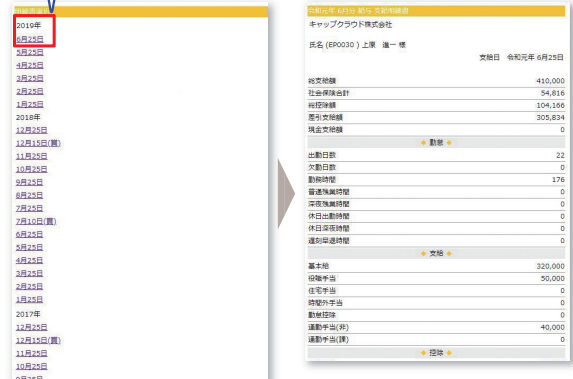 2019年
6月25日
5月25日
4月25日
3月25日
2月25日
1月25日
2018年
12月25日
12月15日(賞)
11月25日
10月25日
9月25日
8月25日
7月25日
7月10日(賞)
6月25日
5月25日
4月25日
3月25日
2月25日
1月25日
2017年
12月25日
12月15日(賞)
11月25日
10月25日
9月25日
令和元年 6月分 給与 支給明細書
キャップクラウド株式会社
氏名 (EP0030 ) 上原 進一 様
支給日 令和元年 6月25日
総支給額 410,000
社会保険合計 54,816
総控除額 104,166
差引支給額 305,834
現金支給額 0
勤怠
出勤日数 22
欠勤日数 0
勤務時間 176
普通残業時間 0
深夜残業時間 0
休日出勤時間 0
休日深夜時間 0
遅刻早退時間 0
支給
基本給 320,000
役職手当 50,000
住宅手当 0
時間外手当 0
勤怠控除 0
通勤手当(非) 40,000
通勤手当(課) 0
控除